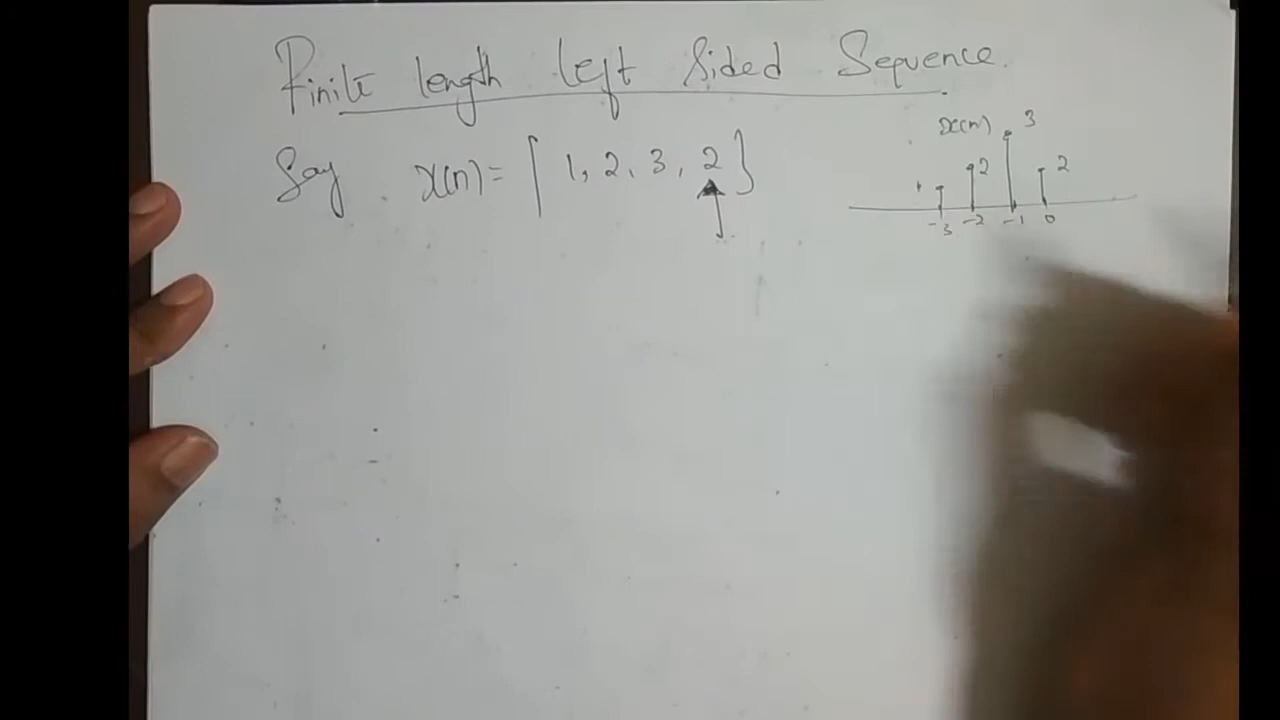 Finite length left Sided Sequence.
Say x(n) = [ 1, 2, 3, 2 }
x(n) 3
1 2 2
-3 -2 -1 0